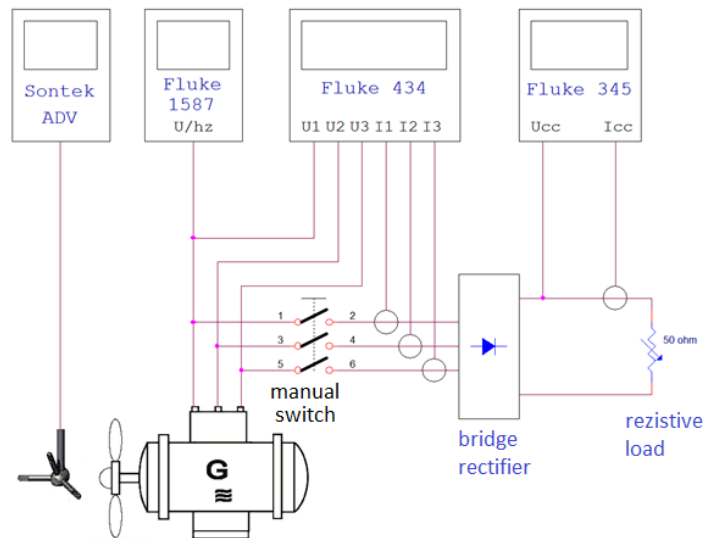 Sontek
ADV
Fluke
1587
U/hz
Fluke 434
U1 U2 U3 I1 I2 I3
Fluke 345
Ucc Icc
1 2
3 4
5 6
manual
switch
50 ohm
bridge
rectifier
rezistive
load
G